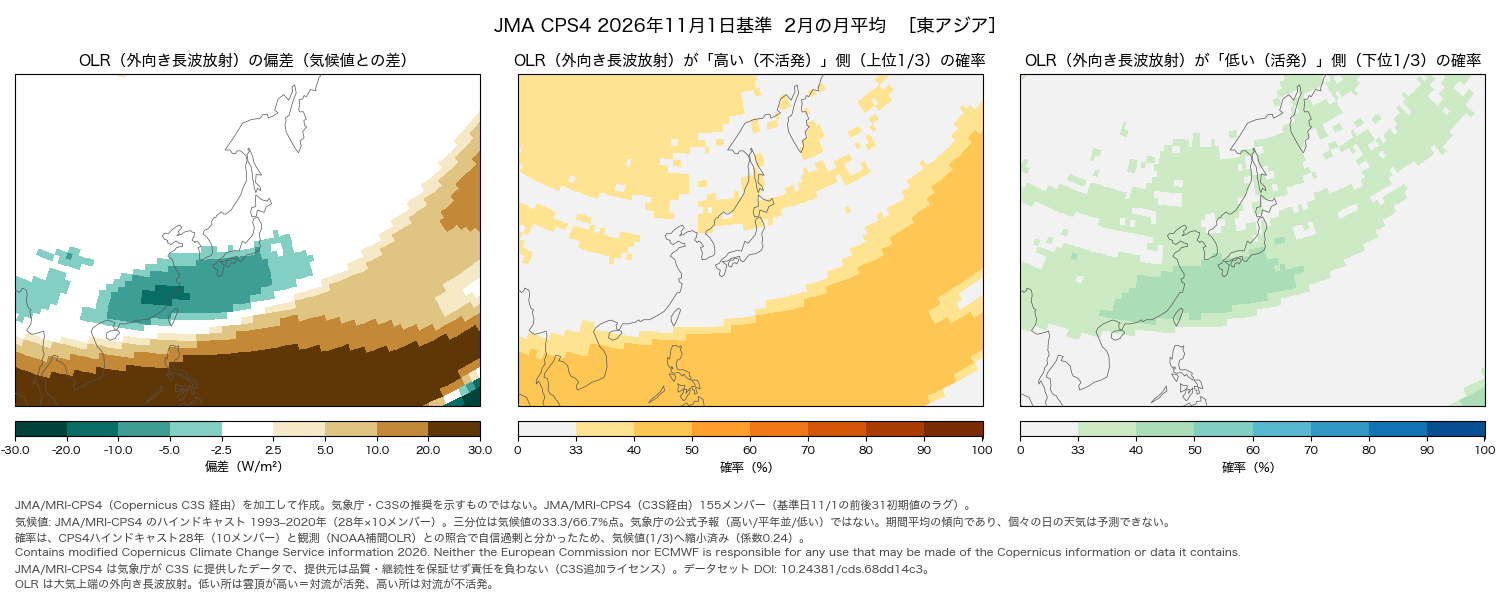 JMA CPS4 2026年11月1日基準 2月の月平均 ［東アジア］
OLR（外向き長波放射）の偏差（気候値との差）
OLR（外向き長波放射）が「高い（不活発）」側（上位1/3）の確率
OLR（外向き長波放射）が「低い（活発）」側（下位1/3）の確率
-30.0 -20.0 -10.0 -5.0 -2.5 2.5 5.0 10.0 20.0 30.0
偏差（W/m²）
0 33 40 50 60 70 80 90 100
確率（%）
0 33 40 50 60 70 80 90 100
確率（%）
JMA/MRI-CPS4（Copernicus C3S 経由）を加工して作成。気象庁・C3Sの推奨を示すものではない。JMA/MRI-CPS4（C3S経由）155メンバー（基準日11/1の前後31初期値のラグ）。
気候値: JMA/MRI-CPS4 のハインドキャスト 1993–2020年（28年×10メンバー）。三分位は気候値の33.3/66.7%点。気象庁の公式予報（高い/平年並/低い）ではない。期間平均の傾向であり、個々の日の天気は予測できない。
確率は、CPS4ハインドキャスト28年（10メンバー）と観測（NOAA補間OLR）との照合で自信過剰と分かったため、気候値(1/3)へ縮小済み（係数0.24）。
Contains modified Copernicus Climate Change Service information 2026. Neither the European Commission nor ECMWF is responsible for any use that may be made of the Copernicus information or data it contains.
JMA/MRI-CPS4 は気象庁が C3S に提供したデータで、提供元は品質・継続性を保証せず責任を負わない（C3S追加ライセンス）。データセット DOI: 10.24381/cds.68dd14c3。
OLR は大気上端の外向き長波放射。低い所は雲頂が高い＝対流が活発、高い所は対流が不活発。